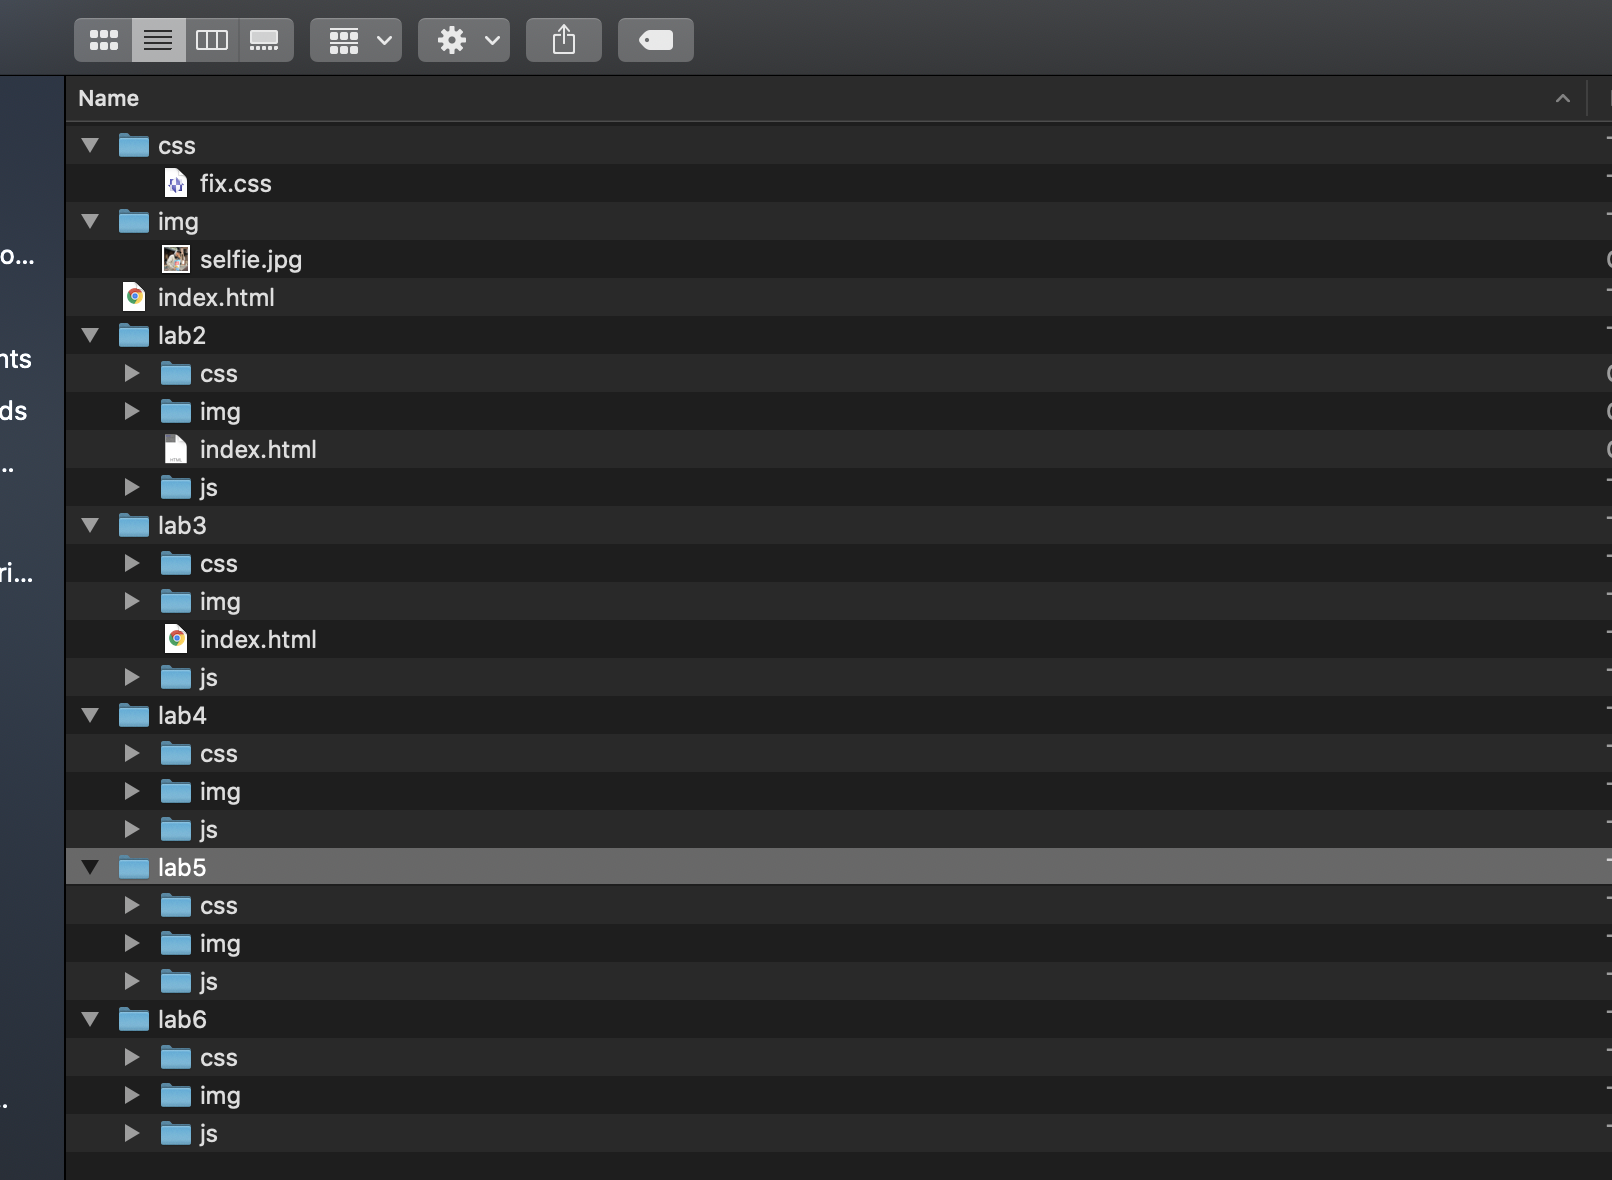 Name
css
fix.css
img
selfie.jpg
index.html
lab2
css
img
index.html
js
lab3
css
img
index.html
js
lab4
css
img
js
lab5
css
img
js
lab6
css
img
js
o...
nts
ds
..
ri...
..